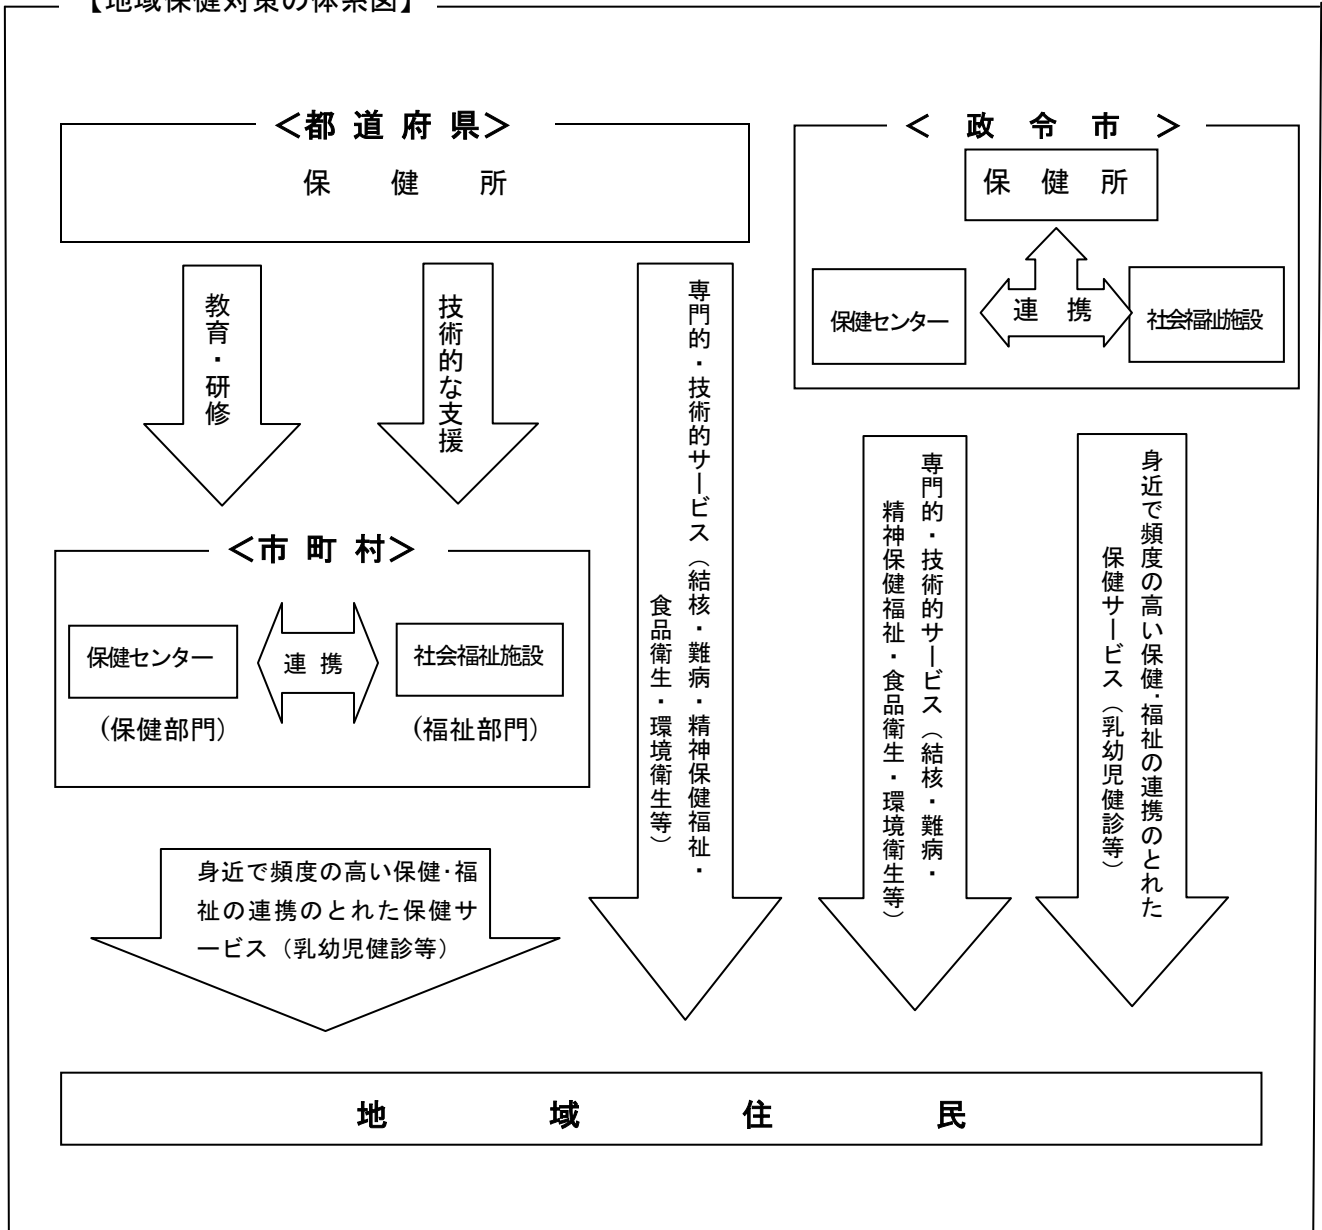 【地域保健対策の体系図】
＜都道府県＞
保健所
＜政令市＞
保健所
保健センター
連携
社会福祉施設
教育・研修
技術的な支援
専門的・技術的サービス（結核・難病・精神保健福祉・
食品衛生・環境衛生等）
＜市町村＞
保健センター
連携
社会福祉施設
(保健部門）
(福祉部門）
専門的・技術的サービス（結核・難病・
精神保健福祉・食品衛生・環境衛生等）
身近で頻度の高い保健･福祉の連携のとれた
保健サービス（乳幼児健診等）
身近で頻度の高い保健･福
祉の連携のとれた保健サ
ービス（乳幼児健診等）
地域住民